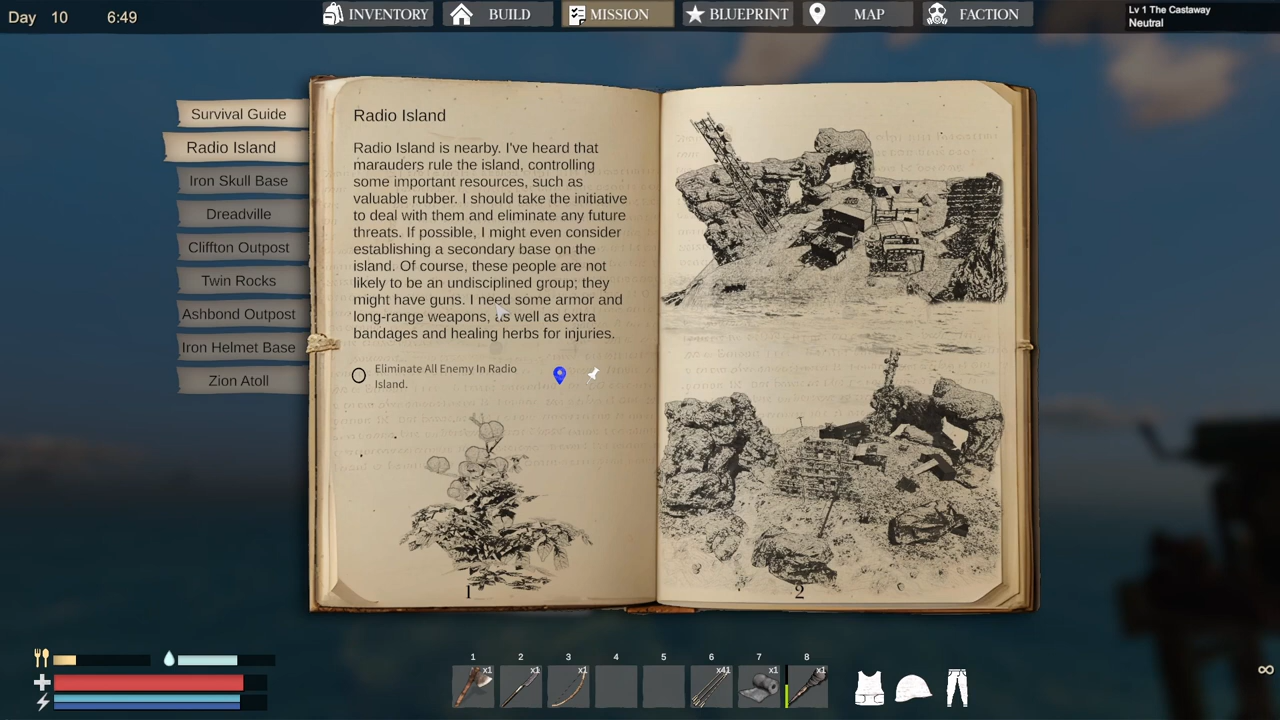 Day 10 6:49
INVENTORY
BUILD
MISSION
BLUEPRINT
MAP
FACTION
Lv 1 The Castaway
Neutral
Survival Guide
Radio Island
Iron Skull Base
Dreadville
Cliffton Outpost
Twin Rocks
Ashbond Outpost
Iron Helmet Base
Zion Atoll
Radio Island
Radio Island is nearby. I've heard that
marauders rule the island, controlling
some important resources, such as
valuable rubber. I should take the initiative
to deal with them and eliminate any future
threats. If possible, I might even consider
establishing a secondary base on the
island. Of course, these people are not
likely to be an undisciplined group; they
might have guns. I need some armor and
long-range weapons, as well as extra
bandages and healing herbs for injuries.
Eliminate All Enemy In Radio
Island.
1
2
1 2 3 4 5 6 7 8
x1 x1 x1 x41 x1 x1
∞